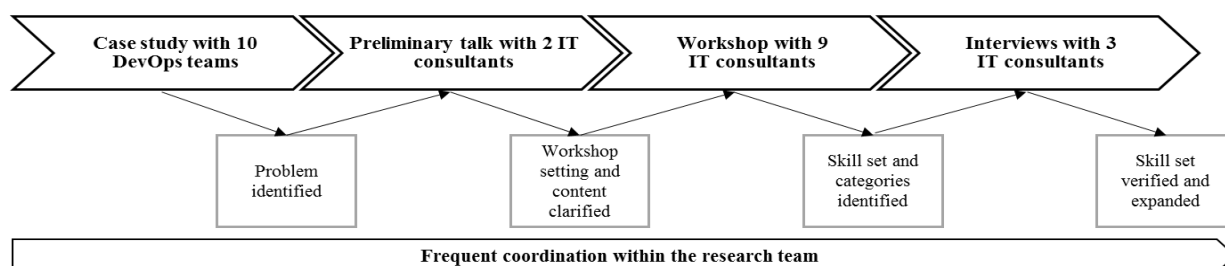 Case study with 10
DevOps teams
Preliminary talk with 2 IT
consultants
Workshop with 9
IT consultants
Interviews with 3
IT consultants
Problem
identified
Workshop
setting and
content
clarified
Skill set and
categories
identified
Skill set
verified and
expanded
Frequent coordination within the research team